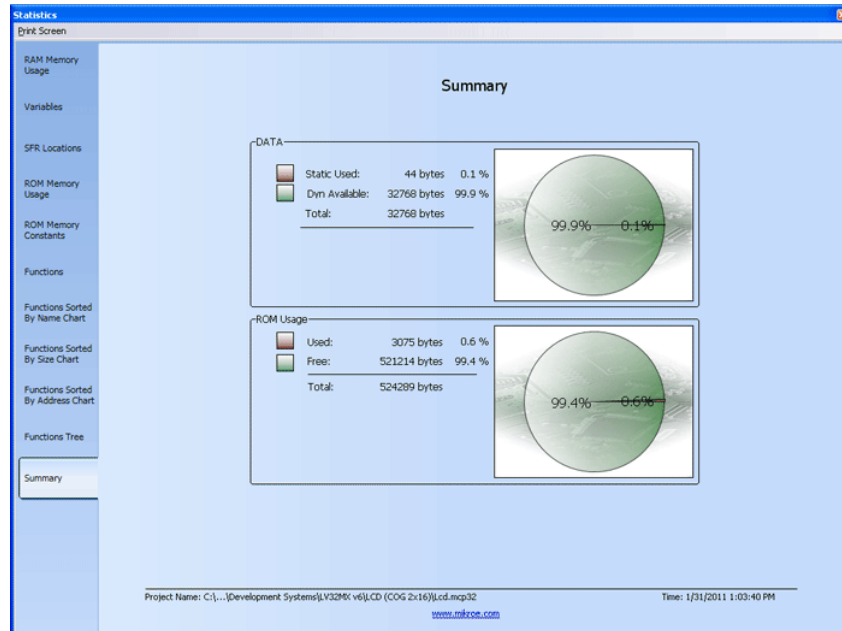 Statistics
Print Screen
RAM Memory
Usage
Variables
SFR Locations
ROM Memory
Usage
ROM Memory
Constants
Functions
Functions Sorted
By Name Chart
Functions Sorted
By Size Chart
Functions Sorted
By Address Chart
Functions Tree
Summary
Summary
DATA
Static Used: 44 bytes 0.1 %
Dyn Available: 32768 bytes 99.9 %
Total: 32768 bytes
99.9% 0.1%
ROM Usage
Used: 3075 bytes 0.6 %
Free: 521214 bytes 99.4 %
Total: 524289 bytes
99.4% 0.6%
Project Name: C:\...\Development Systems\LV32MX v6\LCD (COG 2x16)\Lcd.mcp32 Time: 1/31/2011 1:03:40 PM
www.mikroe.com